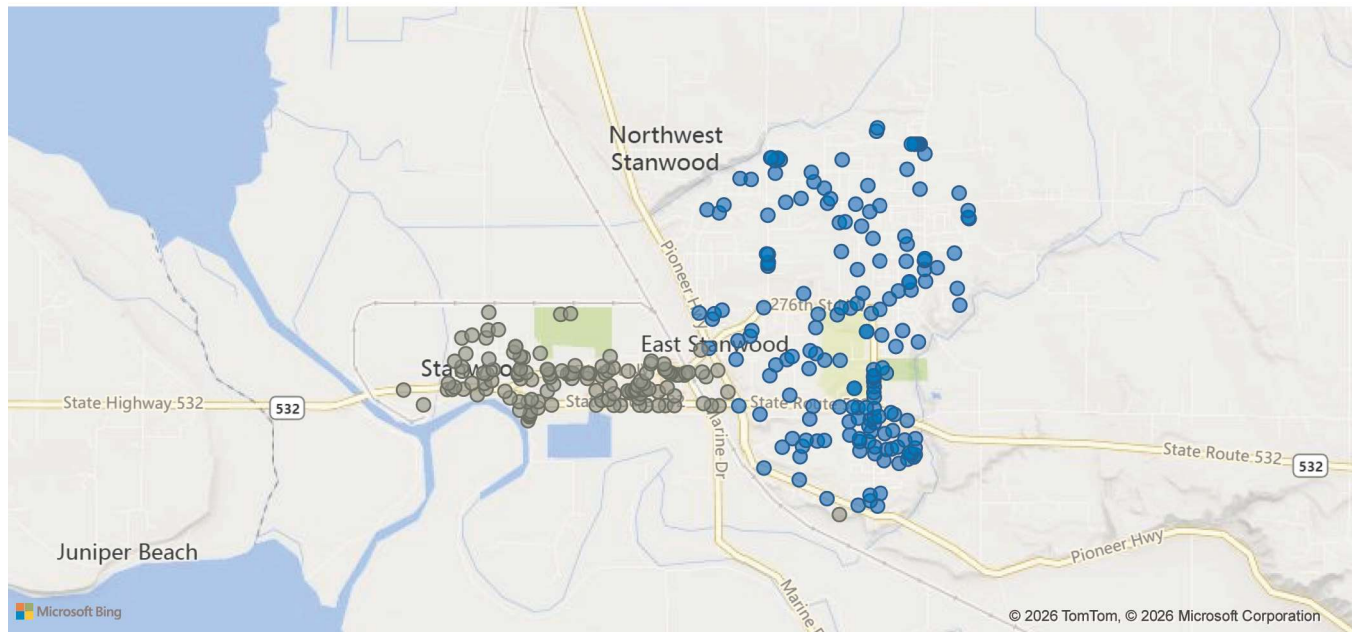 Northwest
Stanwood
Pioneer Hwy
276th St
East Stanwood
Stanwood
State Highway 532
532
State Route
Marine Dr
State Route 532
532
Juniper Beach
Pioneer Hwy
Marine
Microsoft Bing
© 2026 TomTom, © 2026 Microsoft Corporation